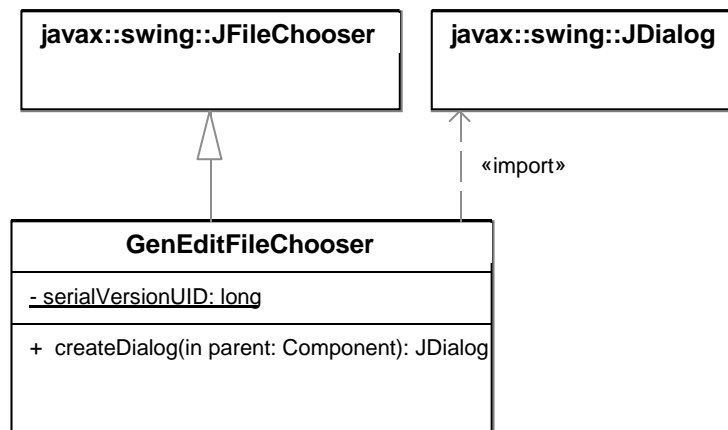 javax::swing::JFileChooser
javax::swing::JDialog
«import»
GenEditFileChooser
- serialVersionUID: long
+ createDialog(in parent: Component): JDialog